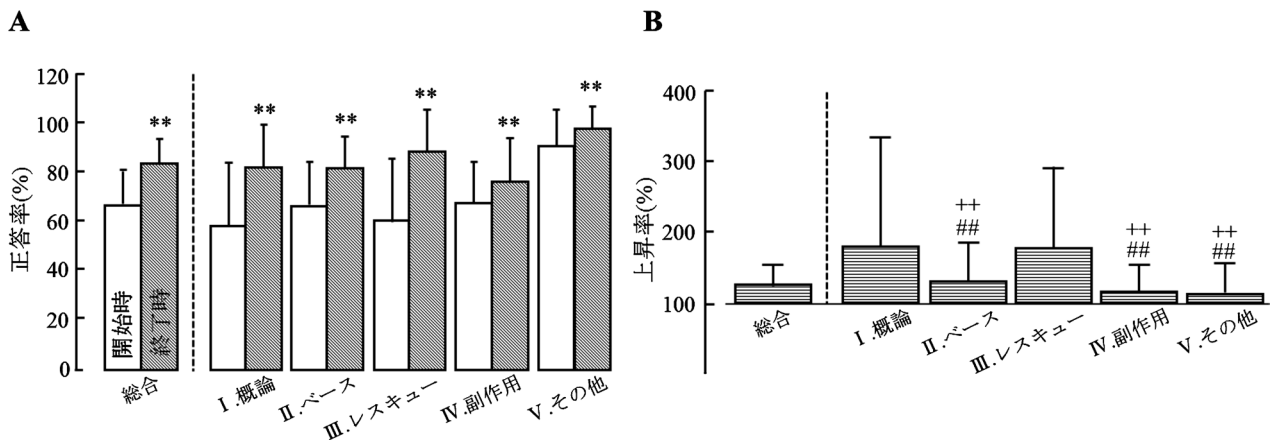 A
120
100
80
60
40
20
0
正答率(%)
**
**
**
**
**
**
開始時
終了時
総合
Ⅰ.概論
Ⅱ.ベース
Ⅲ.レスキュー
Ⅳ.副作用
Ⅴ.その他
B
400
300
200
100
上昇率(%)
++
##
++
##
++
##
総合
Ⅰ.概論
Ⅱ.ベース
Ⅲ.レスキュー
Ⅳ.副作用
Ⅴ.その他